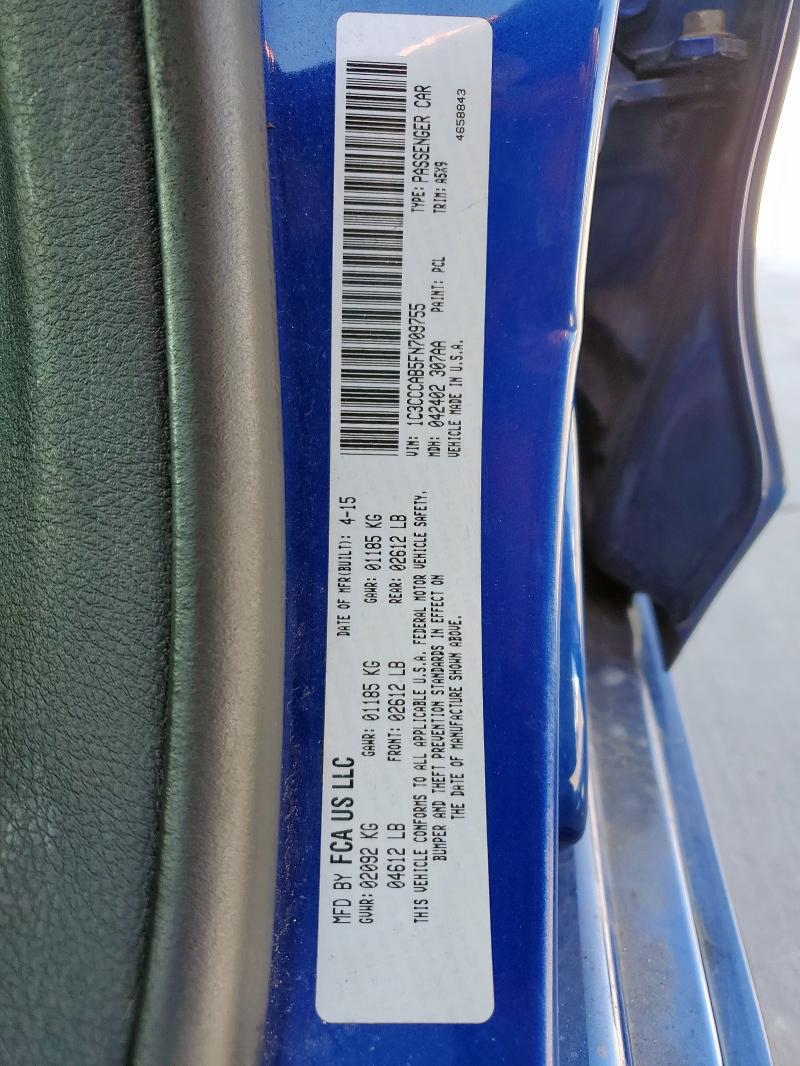 MFD BY FCA US LLC DATE OF MFR(BUILT): 4-15
GVWR: 02092 KG GAWR: 01185 KG GAWR: 01185 KG
04612 LB FRONT: 02612 LB REAR: 02612 LB
THIS VEHICLE CONFORMS TO ALL APPLICABLE U.S.A. FEDERAL MOTOR VEHICLE SAFETY,
BUMPER AND THEFT PREVENTION STANDARDS IN EFFECT ON
THE DATE OF MANUFACTURE SHOWN ABOVE.
VIN: 1C3CCCAB5FN709755 TYPE: PASSENGER CAR
MDH: 042402 307AA PAINT: PCL TRIM: A5X9
VEHICLE MADE IN U.S.A. 4658843